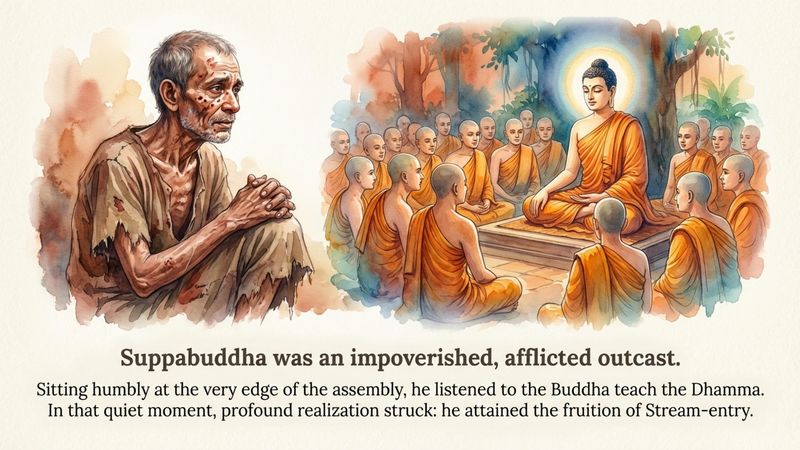 Suppabuddha was an impoverished, afflicted outcast.
Sitting humbly at the very edge of the assembly, he listened to the Buddha teach the Dhamma.
In that quiet moment, profound realization struck: he attained the fruition of Stream-entry.